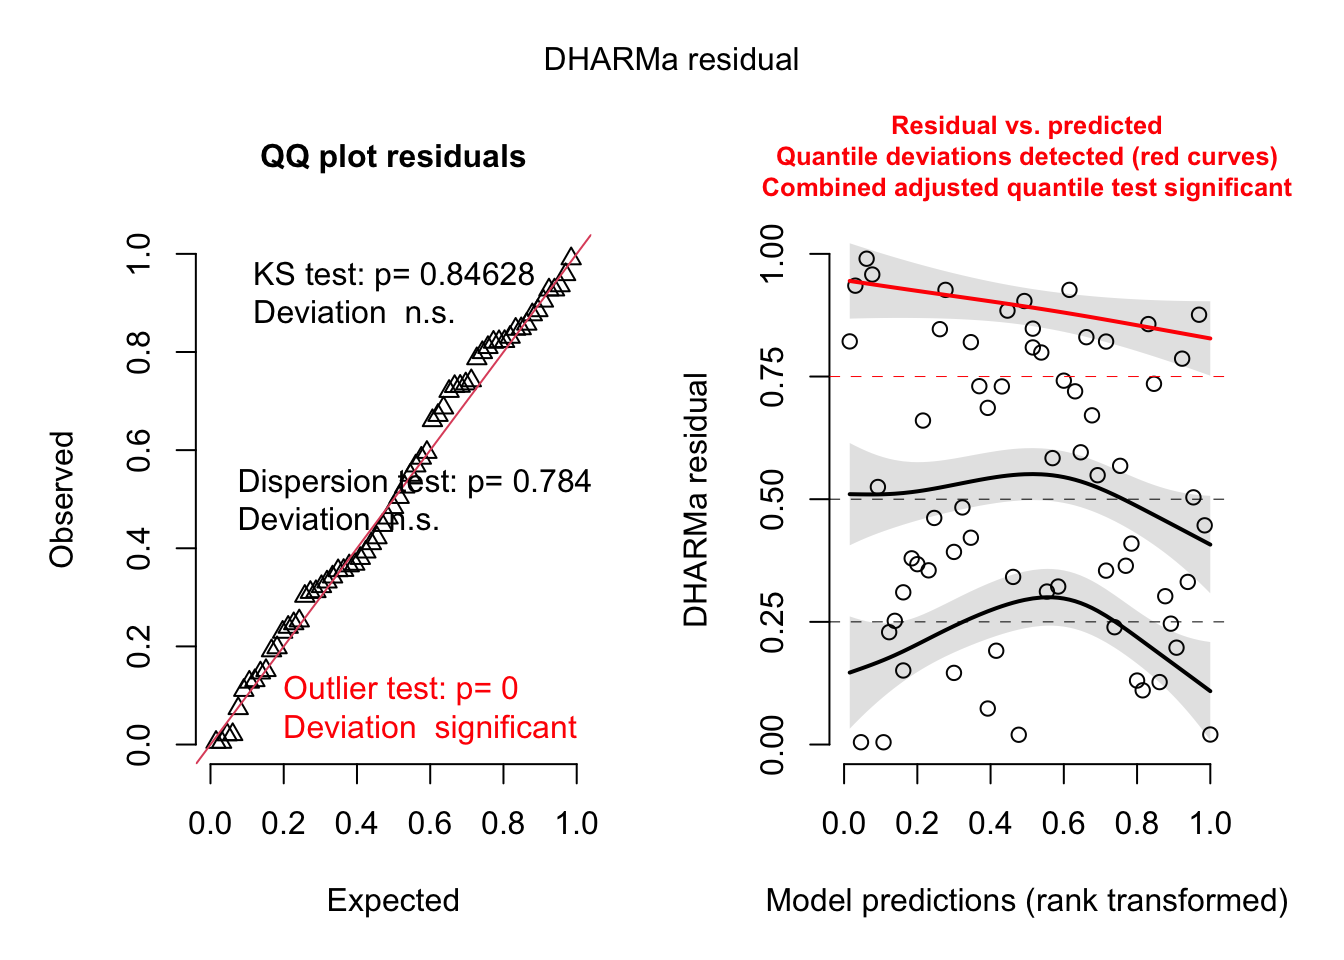 DHARMa residual
QQ plot residuals
KS test: p= 0.84628
Deviation  n.s.
Dispersion test: p= 0.784
Deviation  n.s.
Outlier test: p= 0
Deviation  significant
Observed
0.0 0.2 0.4 0.6 0.8 1.0
0.0 0.2 0.4 0.6 0.8 1.0
Expected
Residual vs. predicted
Quantile deviations detected (red curves)
Combined adjusted quantile test significant
DHARMa residual
0.00 0.25 0.50 0.75 1.00
0.0 0.2 0.4 0.6 0.8 1.0
Model predictions (rank transformed)